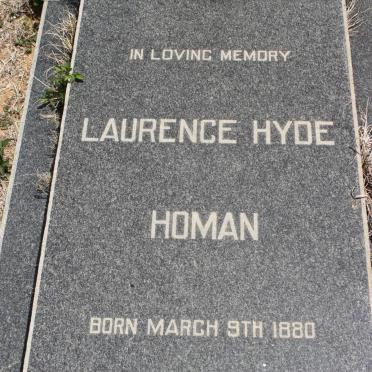 IN LOVING MEMORY
LAURENCE HYDE
HOMAN
BORN MARCH 9TH 1880